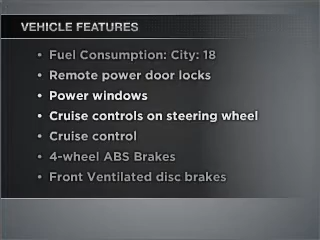 VEHICLE FEATURES
• Fuel Consumption: City: 18
• Remote power door locks
• Power windows
• Cruise controls on steering wheel
• Cruise control
• 4-wheel ABS Brakes
• Front Ventilated disc brakes